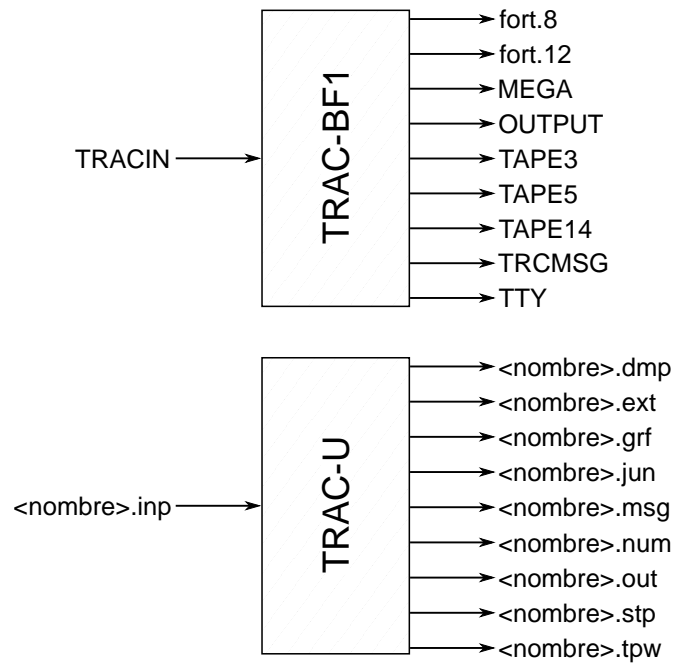 TRACIN
TRAC-BF1
fort.8
fort.12
MEGA
OUTPUT
TAPE3
TAPE5
TAPE14
TRCMSG
TTY
<nombre>.inp
TRAC-U
<nombre>.dmp
<nombre>.ext
<nombre>.grf
<nombre>.jun
<nombre>.msg
<nombre>.num
<nombre>.out
<nombre>.stp
<nombre>.tpw